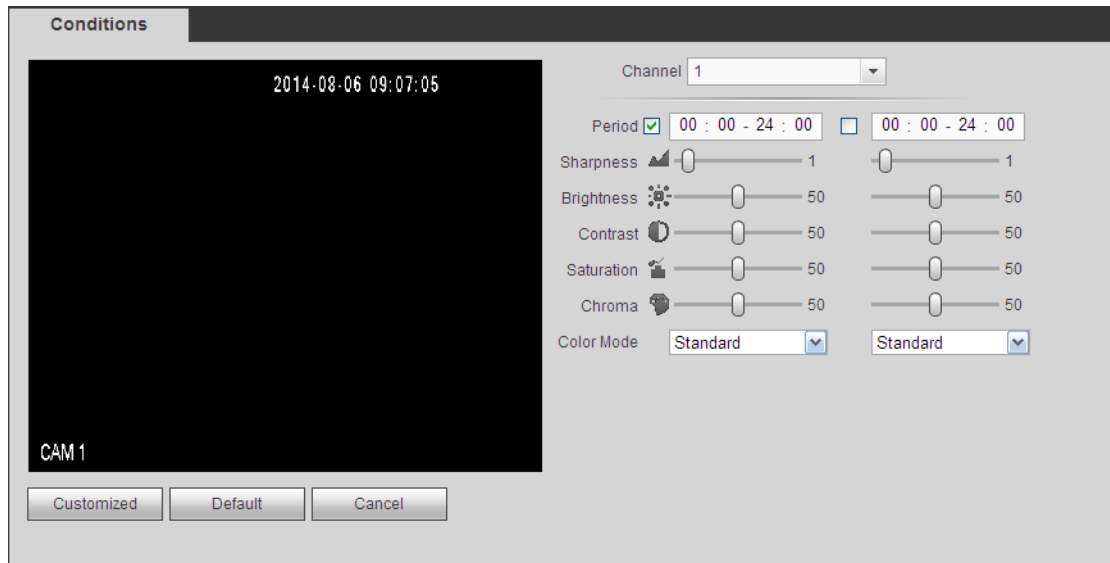 Conditions
2014-08-06 09:07:05
CAM 1
Customized Default Cancel
Channel 1
Period 00 : 00 - 24 : 00 00 : 00 - 24 : 00
Sharpness 1 1
Brightness 50 50
Contrast 50 50
Saturation 50 50
Chroma 50 50
Color Mode Standard Standard